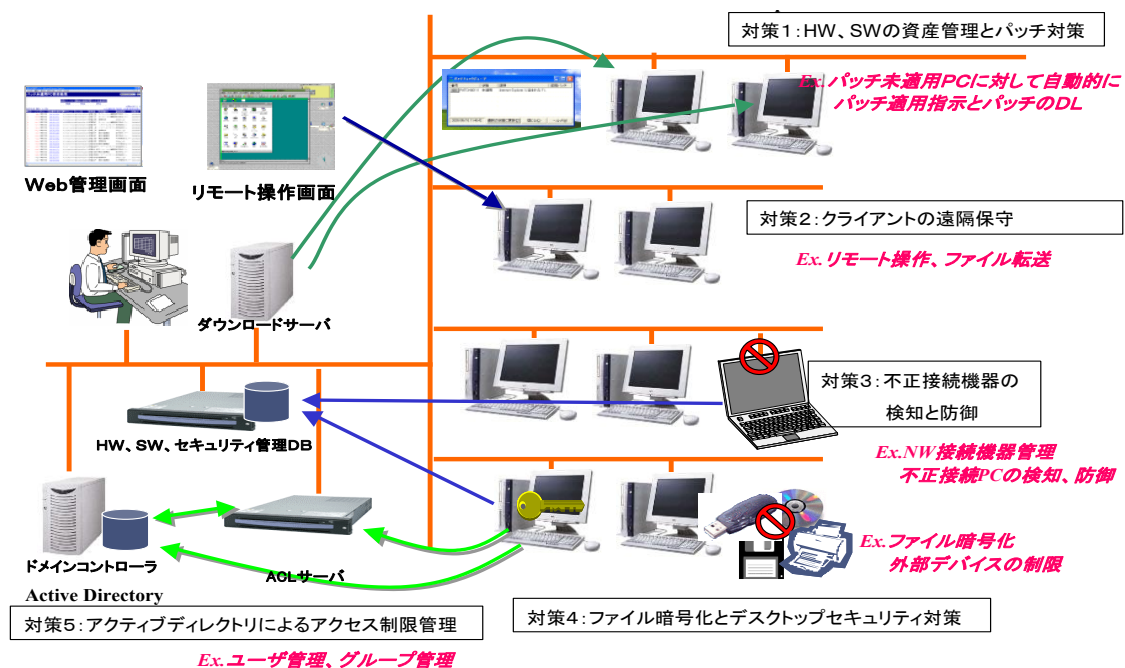 対策１：HW、SWの資産管理とパッチ対策
Ex.パッチ未適用PCに対して自動的に
パッチ適用指示とパッチのDL
Web管理画面
リモート操作画面
対策２：クライアントの遠隔保守
Ex.リモート操作、ファイル転送
ダウンロードサーバ
対策３：不正接続機器の
検知と防御
HW、SW、セキュリティ管理DB
Ex.NW接続機器管理
不正接続PCの検知、防御
Ex.ファイル暗号化
外部デバイスの制限
ドメインコントローラ
ACLサーバ
Active Directory
対策５：アクティブディレクトリによるアクセス制限管理
対策４：ファイル暗号化とデスクトップセキュリティ対策
Ex.ユーザ管理、グループ管理